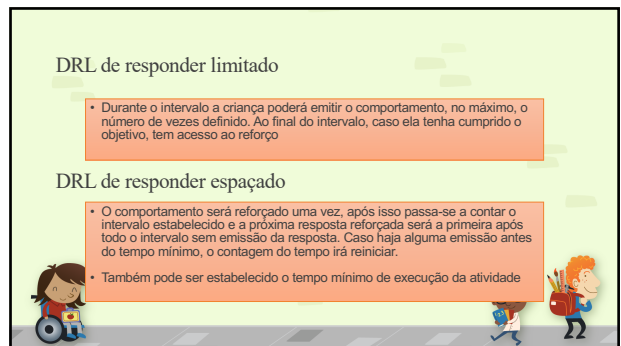 DRL de responder limitado
• Durante o intervalo a criança poderá emitir o comportamento, no máximo, o
número de vezes definido. Ao final do intervalo, caso ela tenha cumprido o
objetivo, tem acesso ao reforço
DRL de responder espaçado
• O comportamento será reforçado uma vez, após isso passa-se a contar o
intervalo estabelecido e a próxima resposta reforçada será a primeira após
todo o intervalo sem emissão da resposta. Caso haja alguma emissão antes
do tempo mínimo, o contagem do tempo irá reiniciar.
• Também pode ser estabelecido o tempo mínimo de execução da atividade